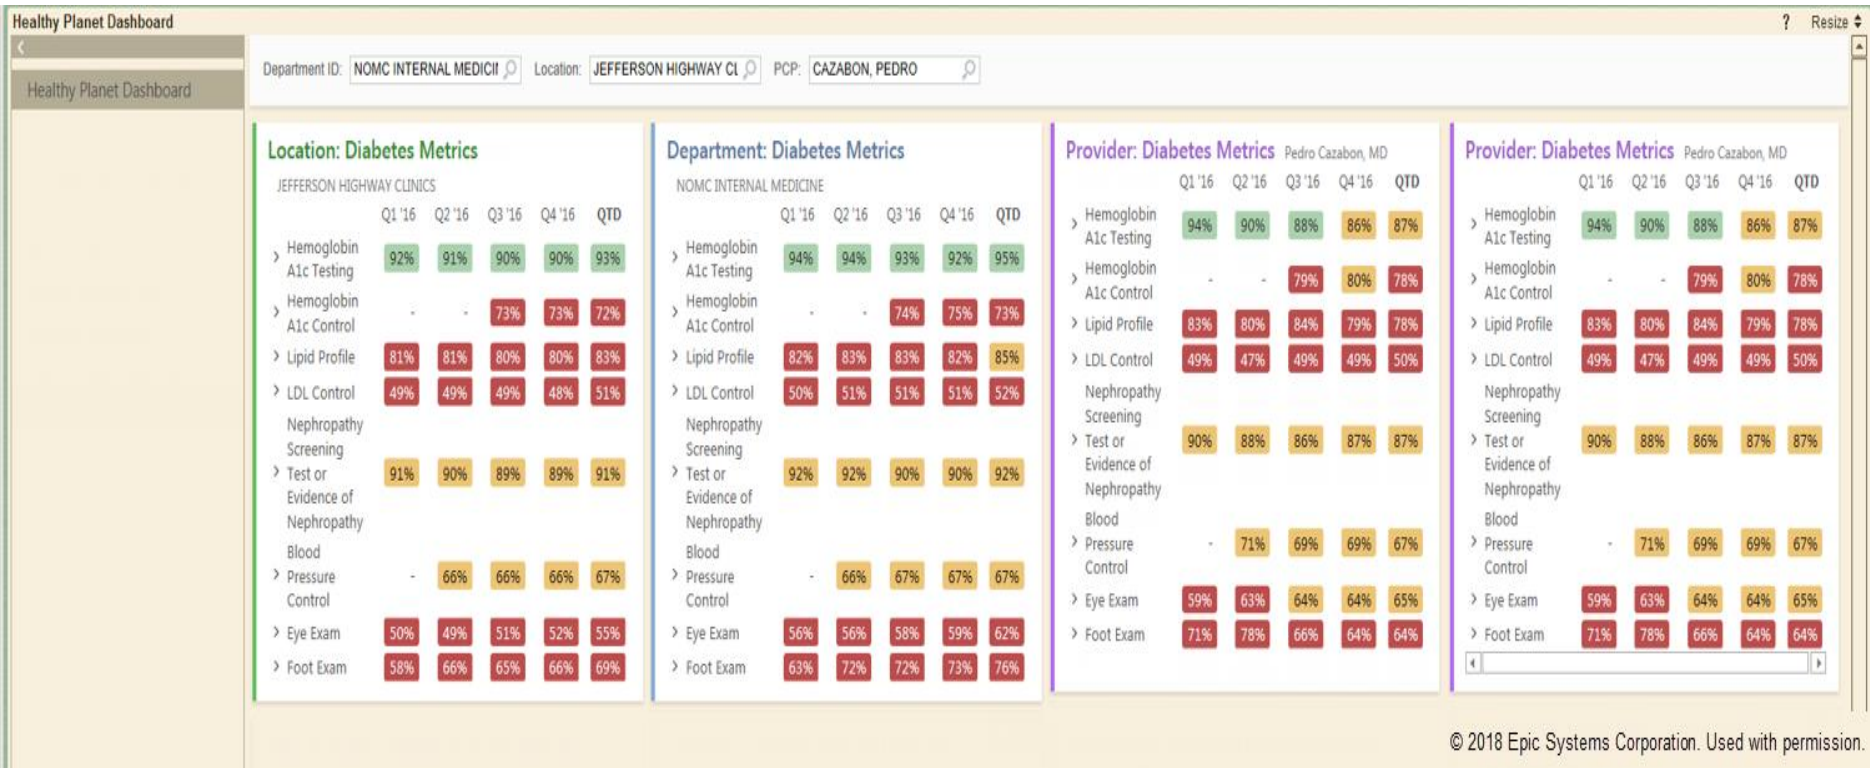 Healthy Planet Dashboard
? Resize
Healthy Planet Dashboard
Department ID: NOMC INTERNAL MEDICII Location: JEFFERSON HIGHWAY CL PCP: CAZABON, PEDRO
Location: Diabetes Metrics
JEFFERSON HIGHWAY CLINICS
Q1 '16 Q2 '16 Q3 '16 Q4 '16 QTD
Hemoglobin
A1c Testing 92% 91% 90% 90% 93%
Hemoglobin
A1c Control - - 73% 73% 72%
Lipid Profile 81% 81% 80% 80% 83%
LDL Control 49% 49% 49% 48% 51%
Nephropathy
Screening
Test or 91% 90% 89% 89% 91%
Evidence of
Nephropathy
Blood
Pressure - 66% 66% 66% 67%
Control
Eye Exam 50% 49% 51% 52% 55%
Foot Exam 58% 66% 65% 66% 69%
Department: Diabetes Metrics
NOMC INTERNAL MEDICINE
Q1 '16 Q2 '16 Q3 '16 Q4 '16 QTD
Hemoglobin
A1c Testing 94% 94% 93% 92% 95%
Hemoglobin
A1c Control - - 74% 75% 73%
Lipid Profile 82% 83% 83% 82% 85%
LDL Control 50% 51% 51% 51% 52%
Nephropathy
Screening
Test or 92% 92% 90% 90% 92%
Evidence of
Nephropathy
Blood
Pressure - 66% 67% 67% 67%
Control
Eye Exam 56% 56% 58% 59% 62%
Foot Exam 63% 72% 72% 73% 76%
Provider: Diabetes Metrics Pedro Cazabon, MD
Q1 '16 Q2 '16 Q3 '16 Q4 '16 QTD
Hemoglobin
A1c Testing 94% 90% 88% 86% 87%
Hemoglobin
A1c Control - - 79% 80% 78%
Lipid Profile 83% 80% 84% 79% 78%
LDL Control 49% 47% 49% 49% 50%
Nephropathy
Screening
Test or 90% 88% 86% 87% 87%
Evidence of
Nephropathy
Blood
Pressure - 71% 69% 69% 67%
Control
Eye Exam 59% 63% 64% 64% 65%
Foot Exam 71% 78% 66% 64% 64%
Provider: Diabetes Metrics Pedro Cazabon, MD
Q1 '16 Q2 '16 Q3 '16 Q4 '16 QTD
Hemoglobin
A1c Testing 94% 90% 88% 86% 87%
Hemoglobin
A1c Control - - 79% 80% 78%
Lipid Profile 83% 80% 84% 79% 78%
LDL Control 49% 47% 49% 49% 50%
Nephropathy
Screening
Test or 90% 88% 86% 87% 87%
Evidence of
Nephropathy
Blood
Pressure - 71% 69% 69% 67%
Control
Eye Exam 59% 63% 64% 64% 65%
Foot Exam 71% 78% 66% 64% 64%
© 2018 Epic Systems Corporation. Used with permission.